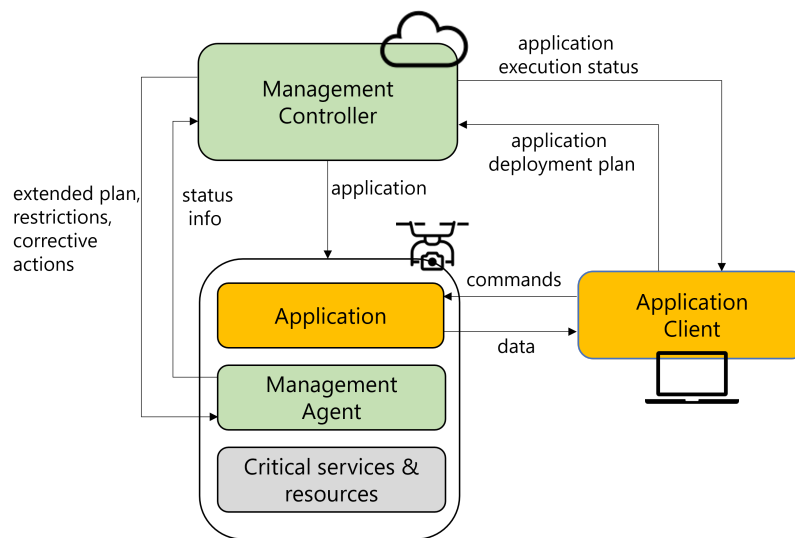 application
execution status
Management
Controller
application
deployment plan
extended plan,
restrictions,
corrective
actions
status
info
application
commands
Application
Application
Client
data
Management
Agent
Critical services &
resources